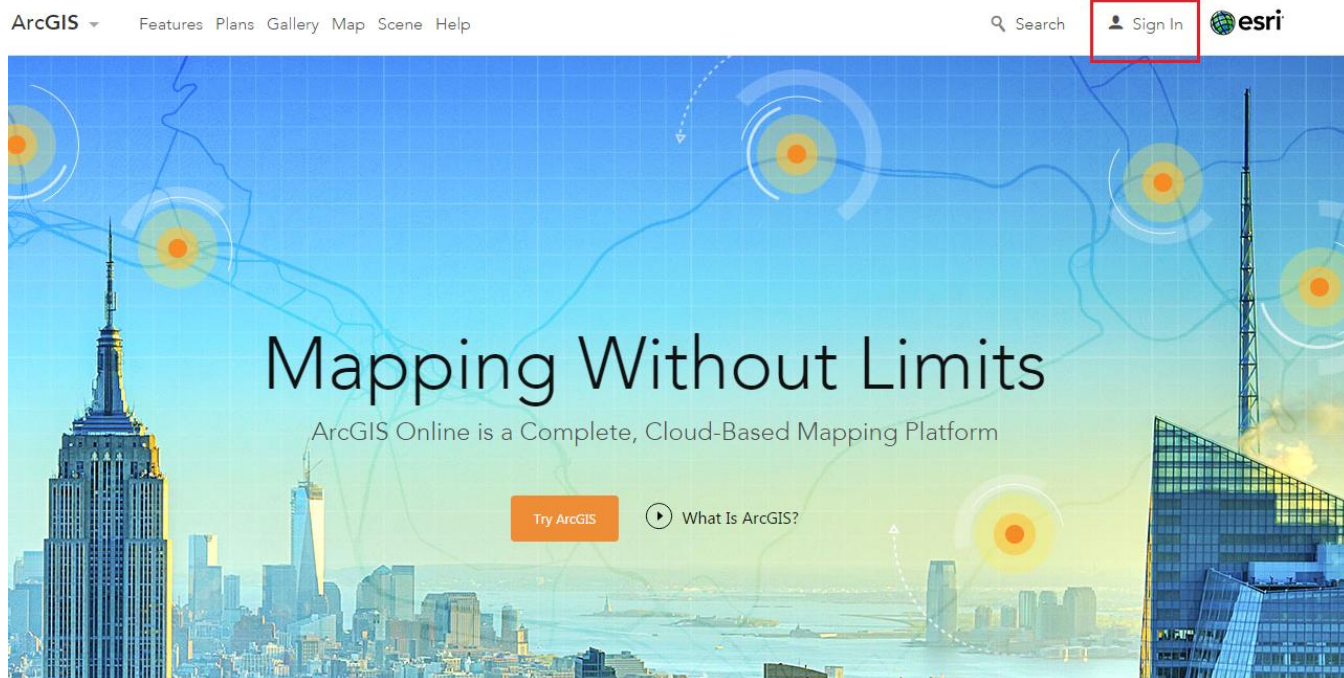 ArcGIS Features Plans Gallery Map Scene Help Search Sign In esri
Mapping Without Limits
ArcGIS Online is a Complete, Cloud-Based Mapping Platform
Try ArcGIS What Is ArcGIS?